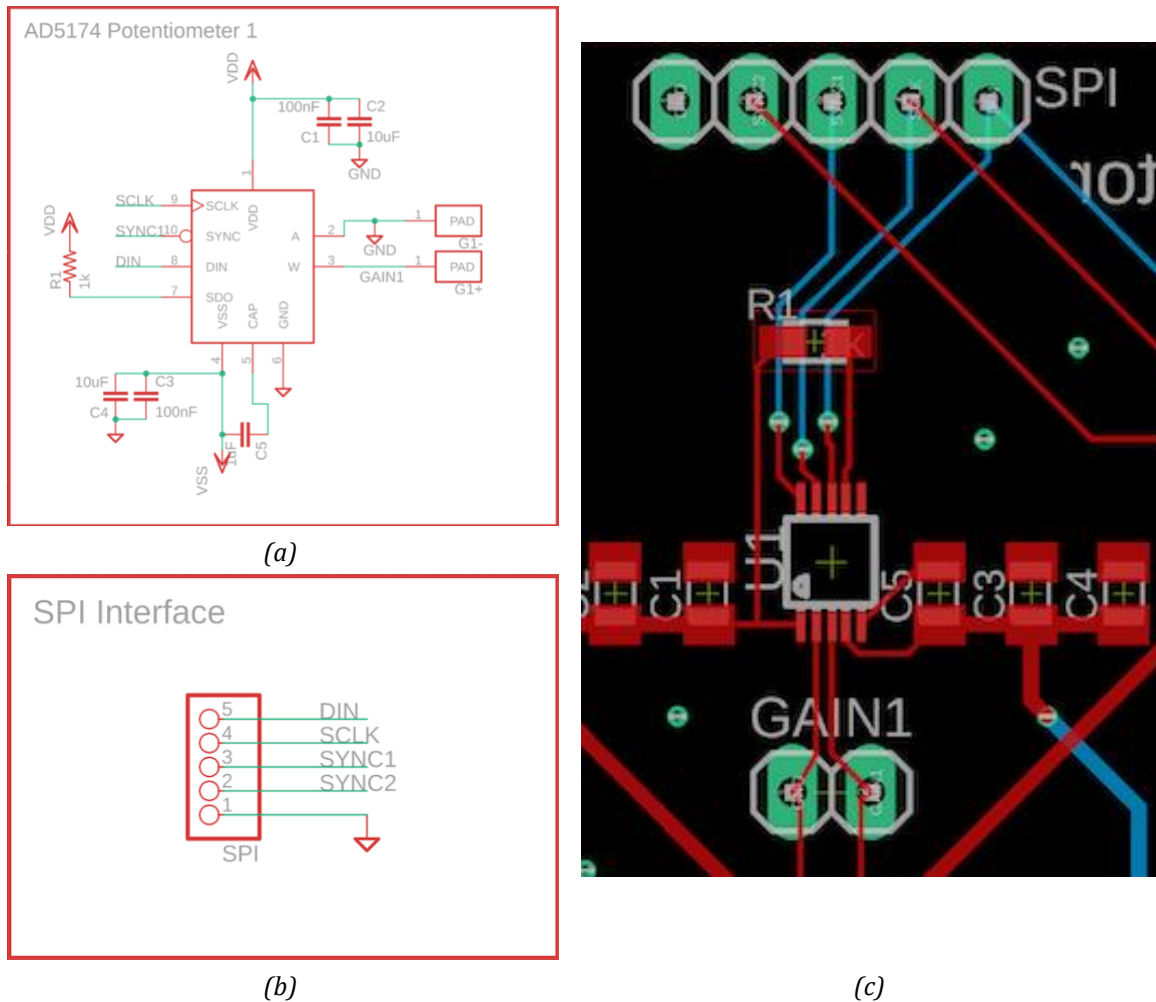 AD5174 Potentiometer 1
VDD
100nF
C2
C1
10uF
GND
1
VDD
SCLK
9
SCLK
VDD
SYNC1
10
SYNC
A
2
1
PAD
GND
G1-
DIN
8
DIN
W
3
GAIN1
1
PAD
G1+
R1
1k
7
SDO
VSS
CAP
GND
4
5
6
10uF
C3
C4
100nF
1uF
C5
VSS
(a)
SPI Interface
5
DIN
4
SCLK
3
SYNC1
2
SYNC2
1
SPI
(b)
SPI
tor
R1
U1
C1
C5
C3
C4
GAIN1
(c)